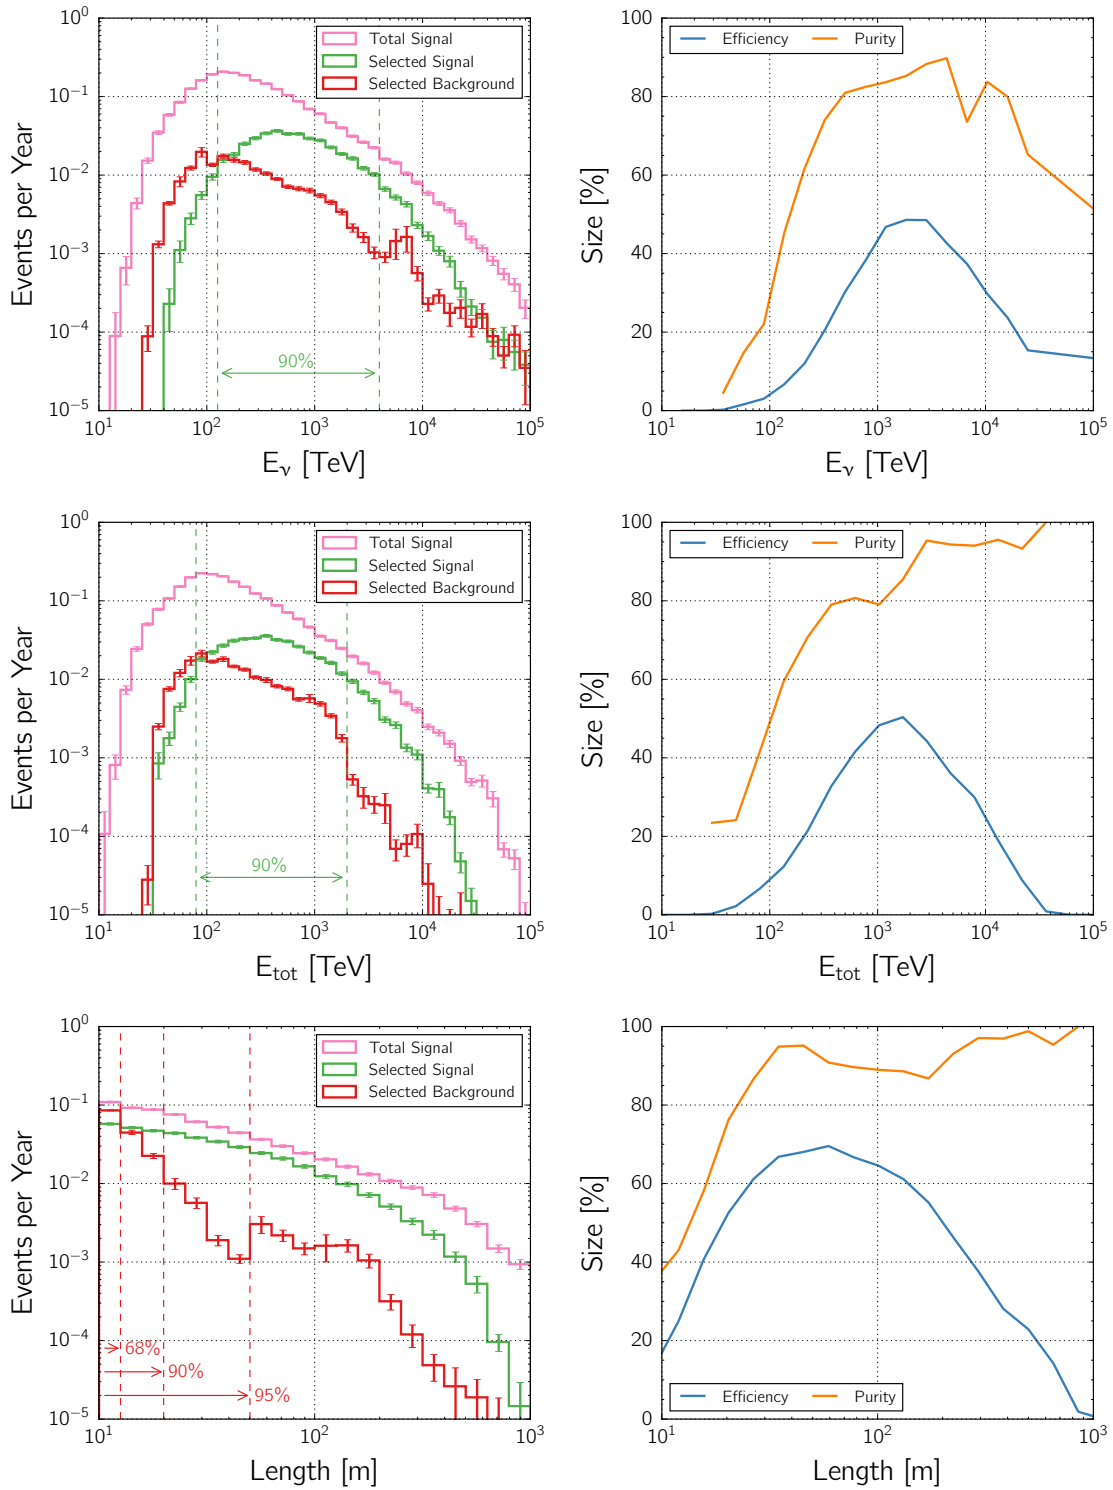 10^0
10^-1
10^-2
10^-3
10^-4
10^-5
Events per Year
Total Signal
Selected Signal
Selected Background
90%
10^1 10^2 10^3 10^4 10^5
E_ν [TeV]
100
80
60
40
20
0
Size [%]
Efficiency Purity
10^1 10^2 10^3 10^4 10^5
E_ν [TeV]
10^0
10^-1
10^-2
10^-3
10^-4
10^-5
Events per Year
Total Signal
Selected Signal
Selected Background
90%
10^1 10^2 10^3 10^4 10^5
E_tot [TeV]
100
80
60
40
20
0
Size [%]
Efficiency Purity
10^1 10^2 10^3 10^4 10^5
E_tot [TeV]
10^0
10^-1
10^-2
10^-3
10^-4
10^-5
Events per Year
Total Signal
Selected Signal
Selected Background
68%
90%
95%
10^1 10^2 10^3
Length [m]
100
80
60
40
20
0
Size [%]
Efficiency Purity
10^1 10^2 10^3
Length [m]